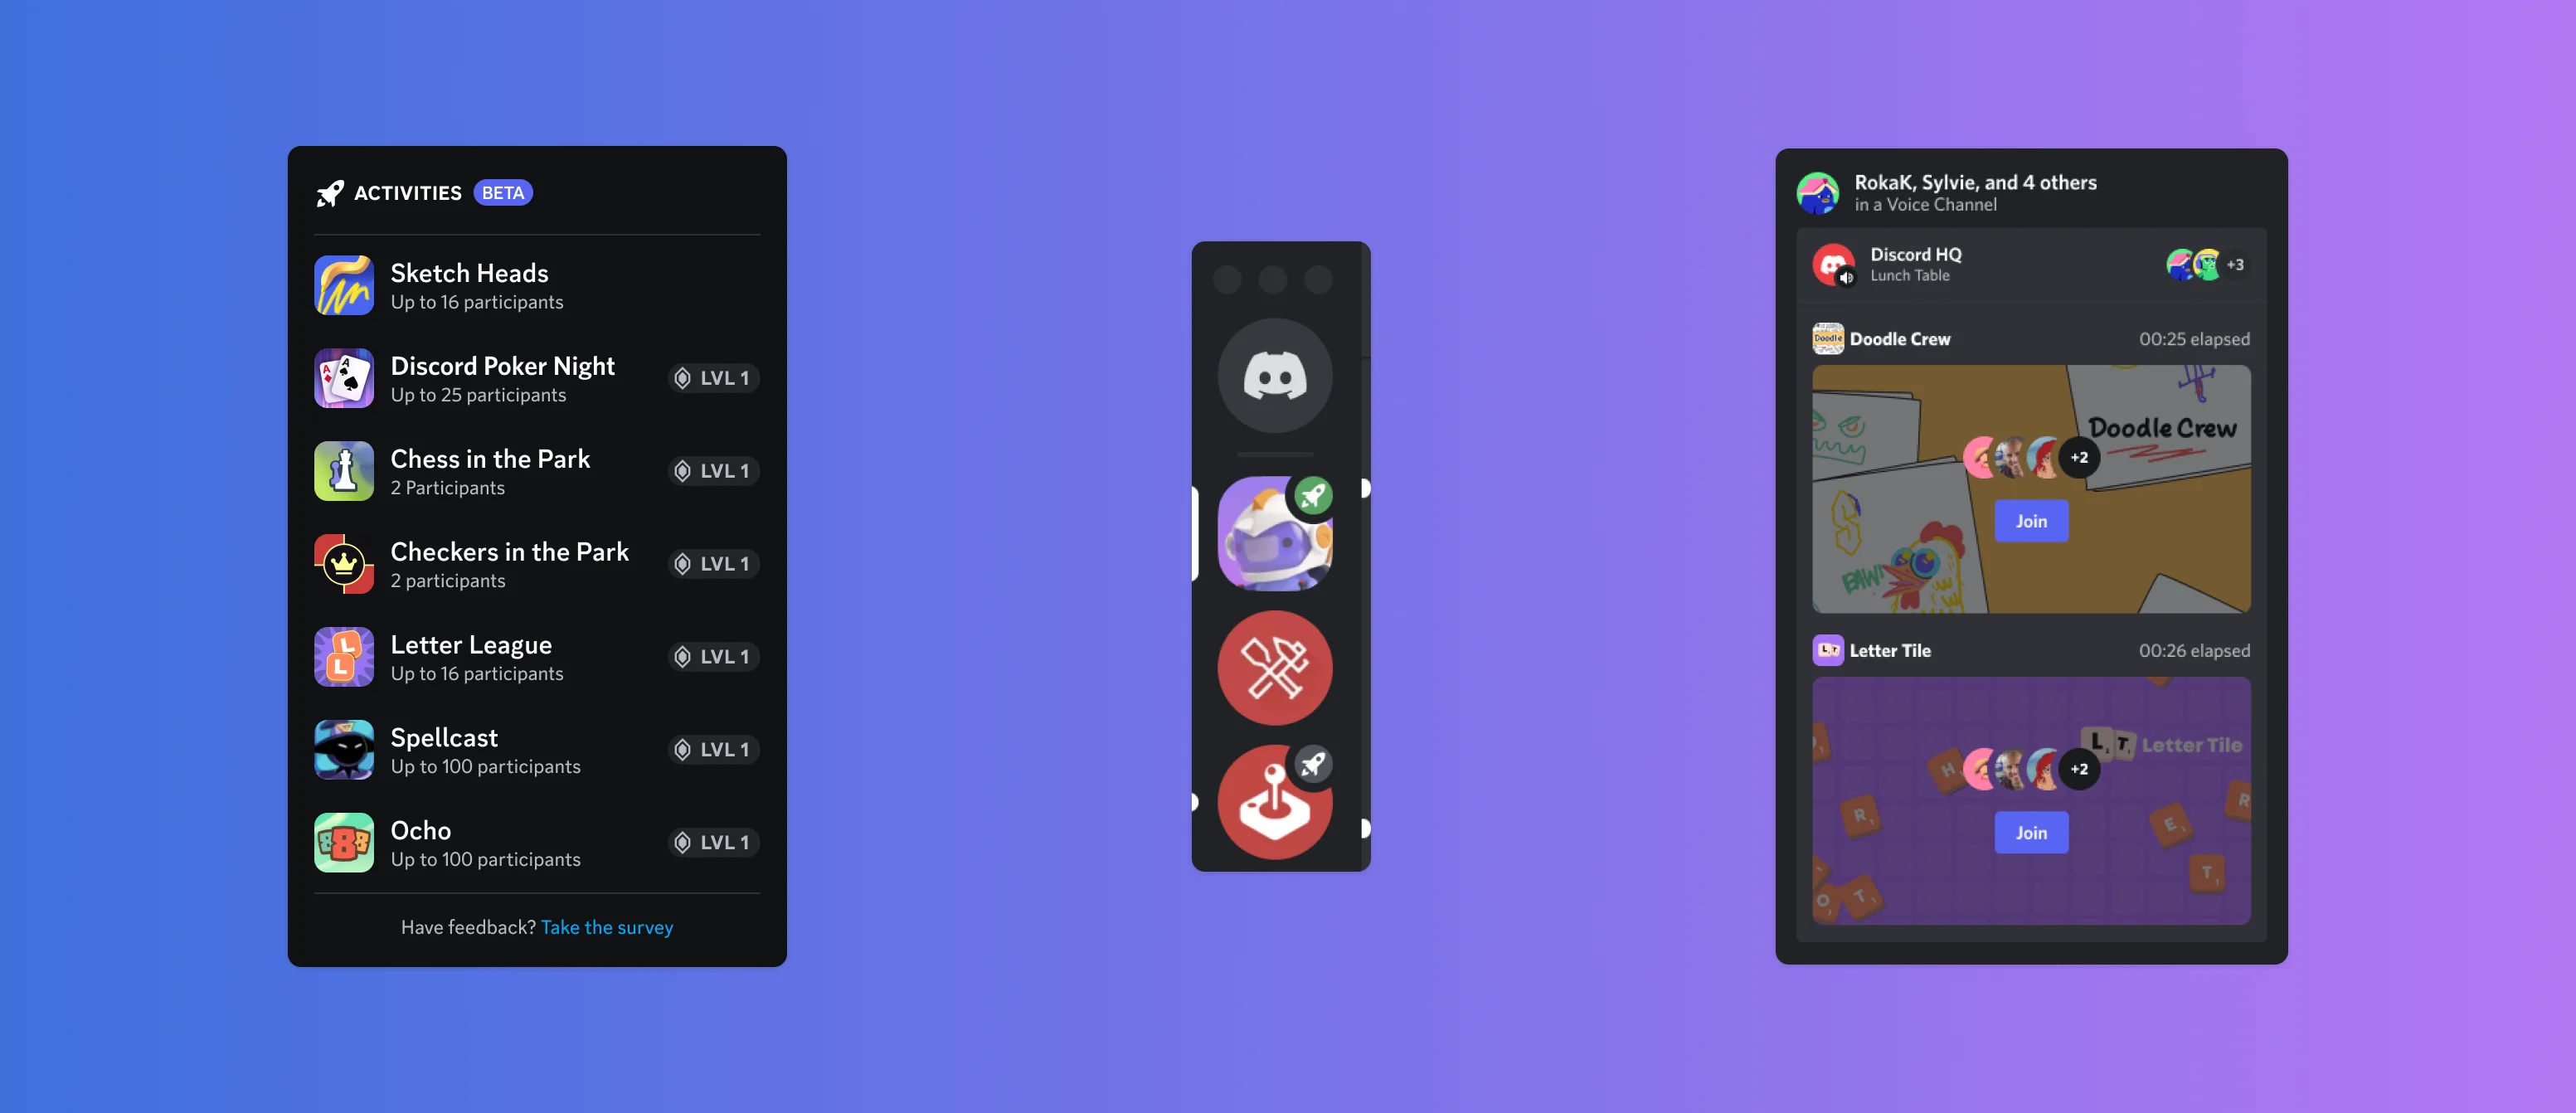 ACTIVITIES BETA
Sketch Heads
Up to 16 participants
Discord Poker Night
Up to 25 participants
LVL 1
Chess in the Park
2 Participants
LVL 1
Checkers in the Park
2 participants
LVL 1
Letter League
Up to 16 participants
LVL 1
Spellcast
Up to 100 participants
LVL 1
Ocho
Up to 100 participants
LVL 1
Have feedback? Take the survey
RokaK, Sylvie, and 4 others
in a Voice Channel
Discord HQ
Lunch Table
+3
Doodle Crew
00:25 elapsed
Doodle Crew
+2
Join
BAW!
Letter Tile
00:26 elapsed
L T Letter Tile
H
+2
R
R
E
Join
T
O
T